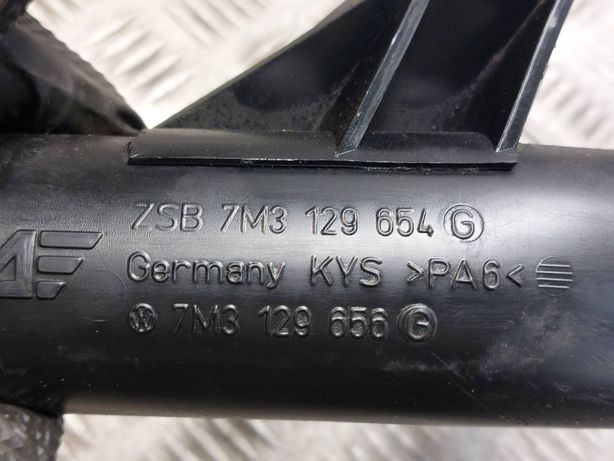 ZSB 7M3 129 654 G
Germany KYS >PA6<
7M3 129 656 G